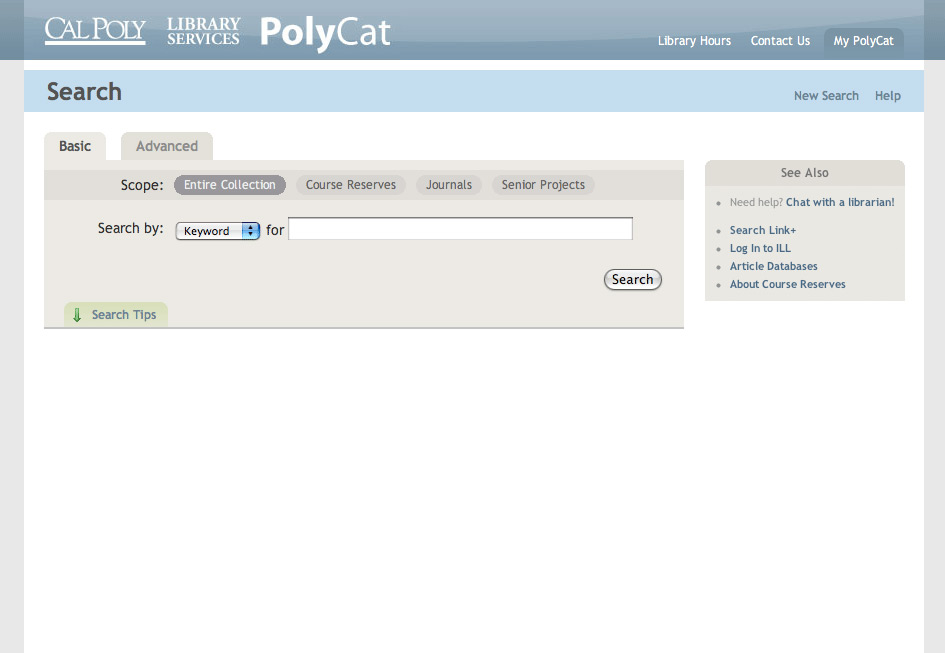 CAL POLY LIBRARY SERVICES PolyCat
Library Hours Contact Us My PolyCat
Search
New Search Help
Basic Advanced
Scope: Entire Collection Course Reserves Journals Senior Projects
Search by: Keyword for
Search
Search Tips
See Also
Need help? Chat with a librarian!
Search Link+
Log In to ILL
Article Databases
About Course Reserves